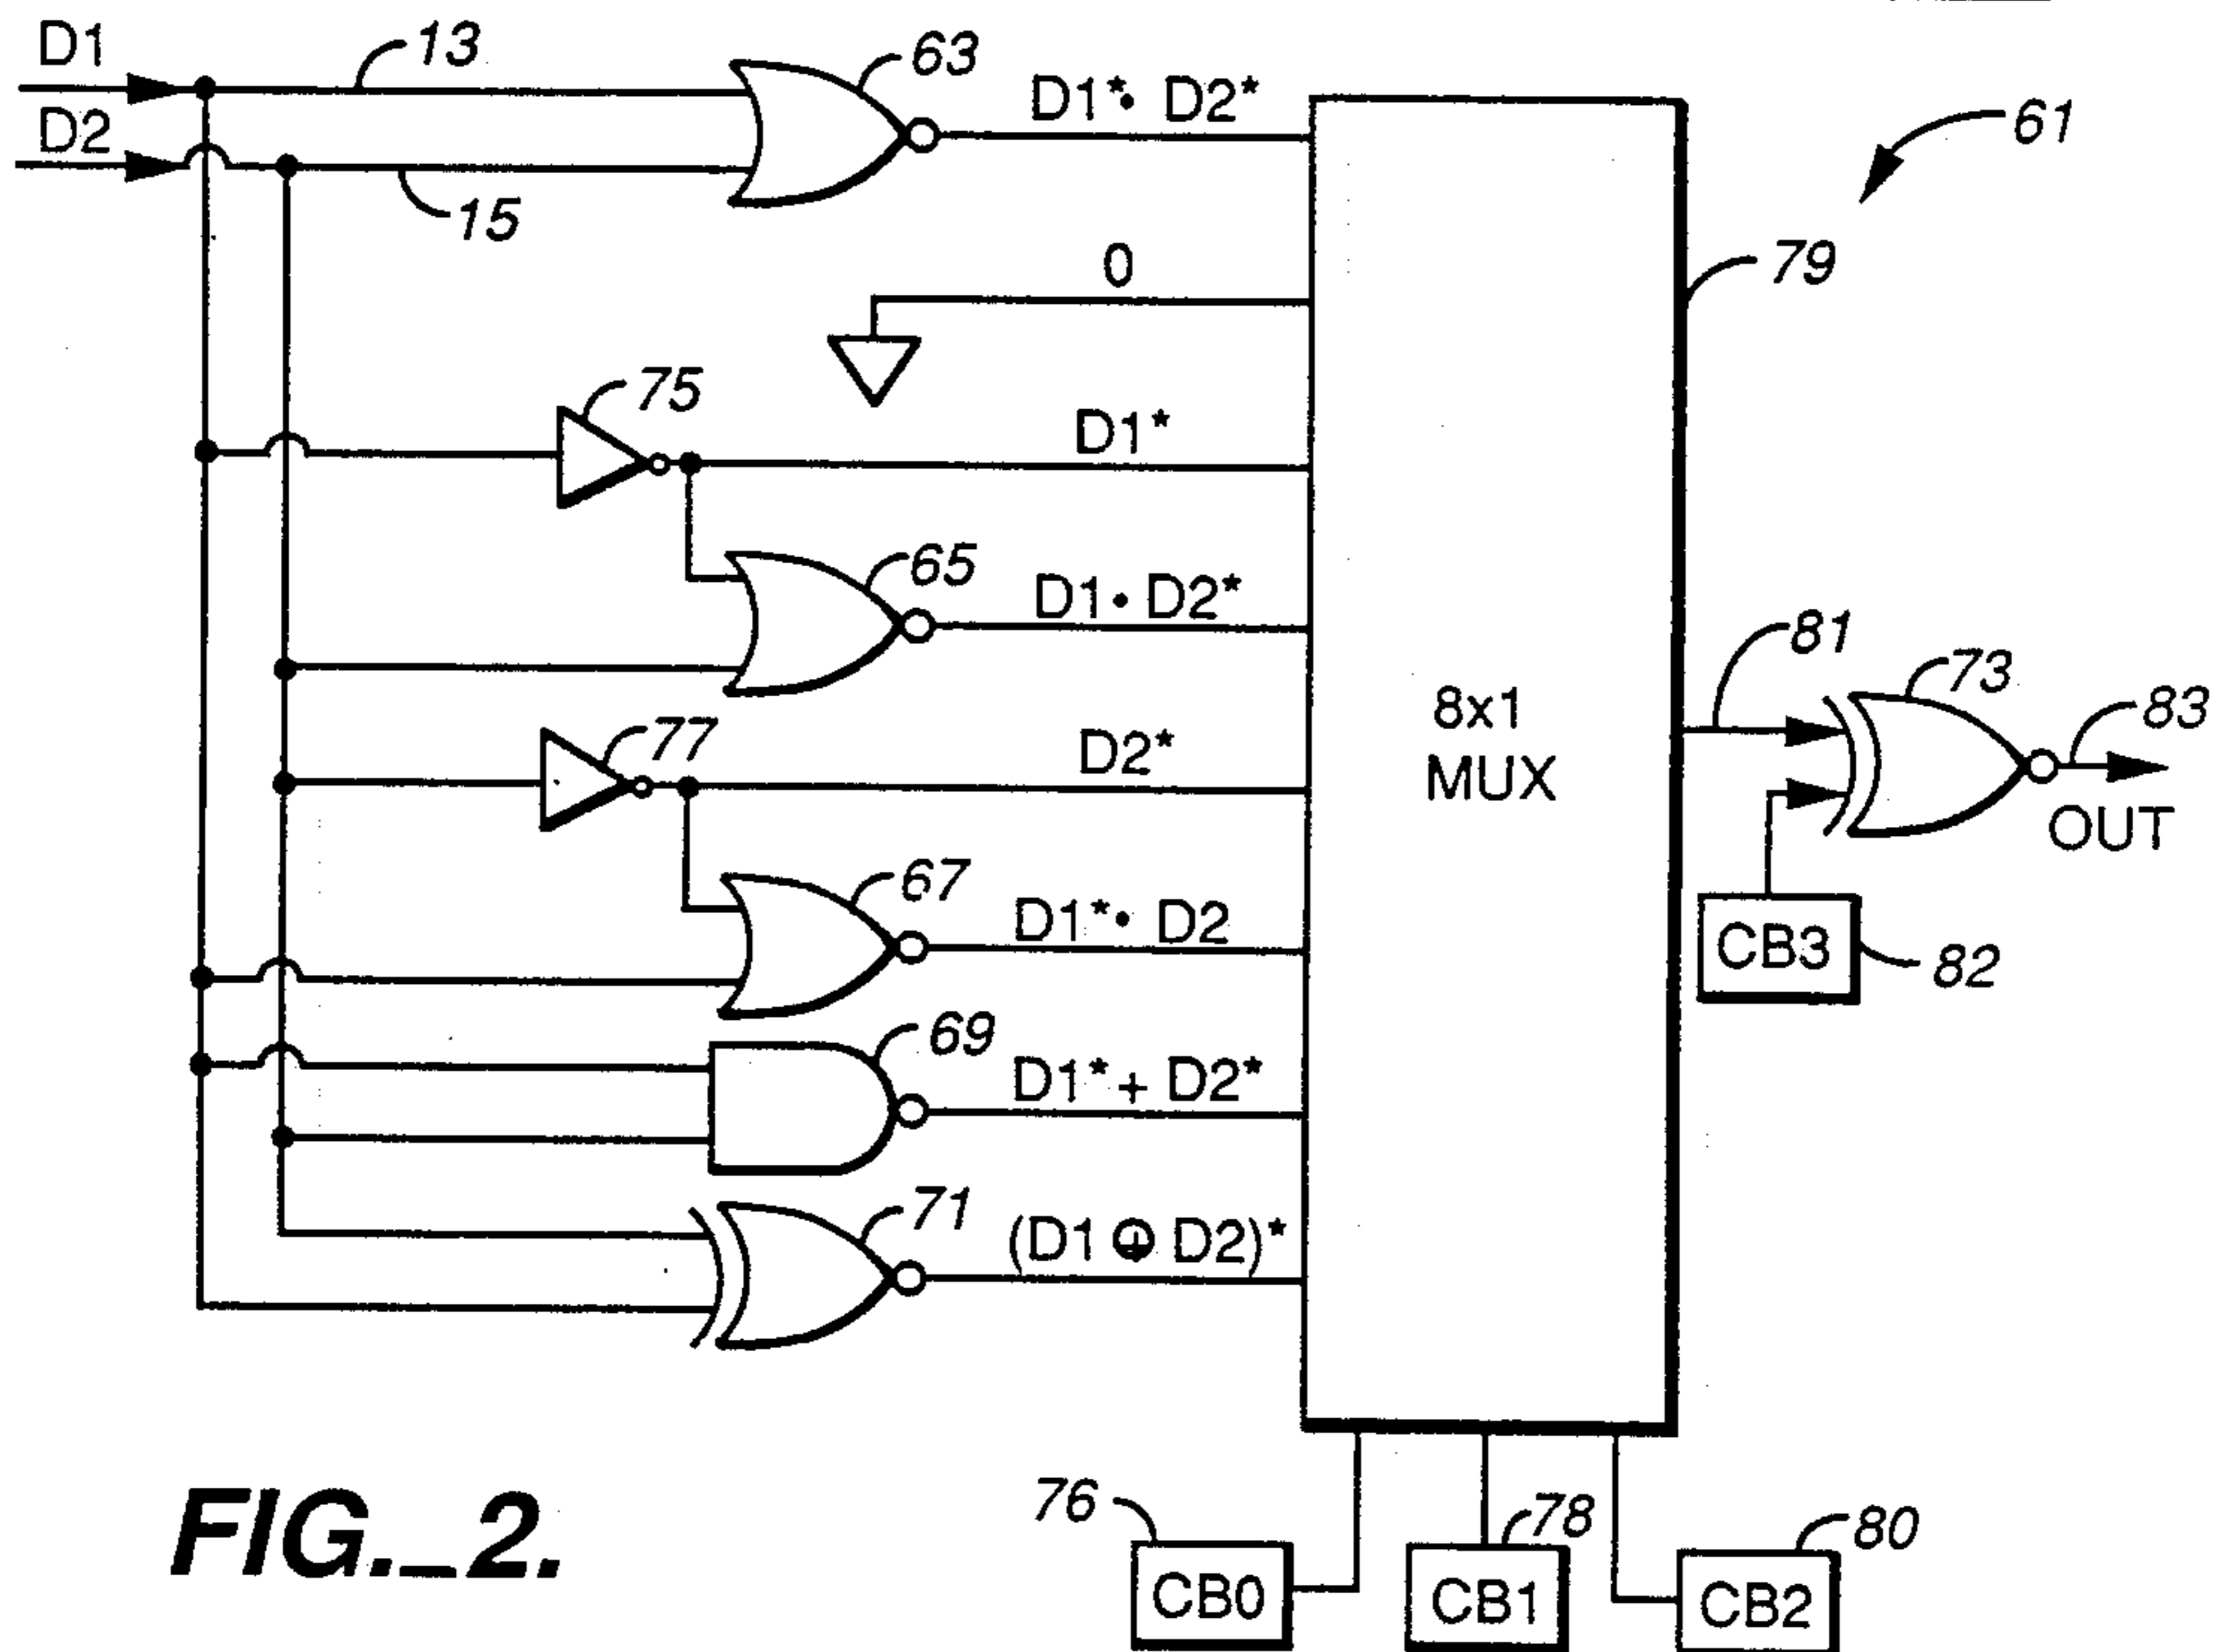 D1
13
63
D1*• D2*
61
D2
15
0
79
75
D1*
65
D1• D2*
81
73
83
8x1
MUX
77
D2*
OUT
67
D1*• D2
CB3
82
69
D1* + D2*
71
(D1 ⊕ D2)*
76
78
80
CB0
CB1
CB2
FIG._2.